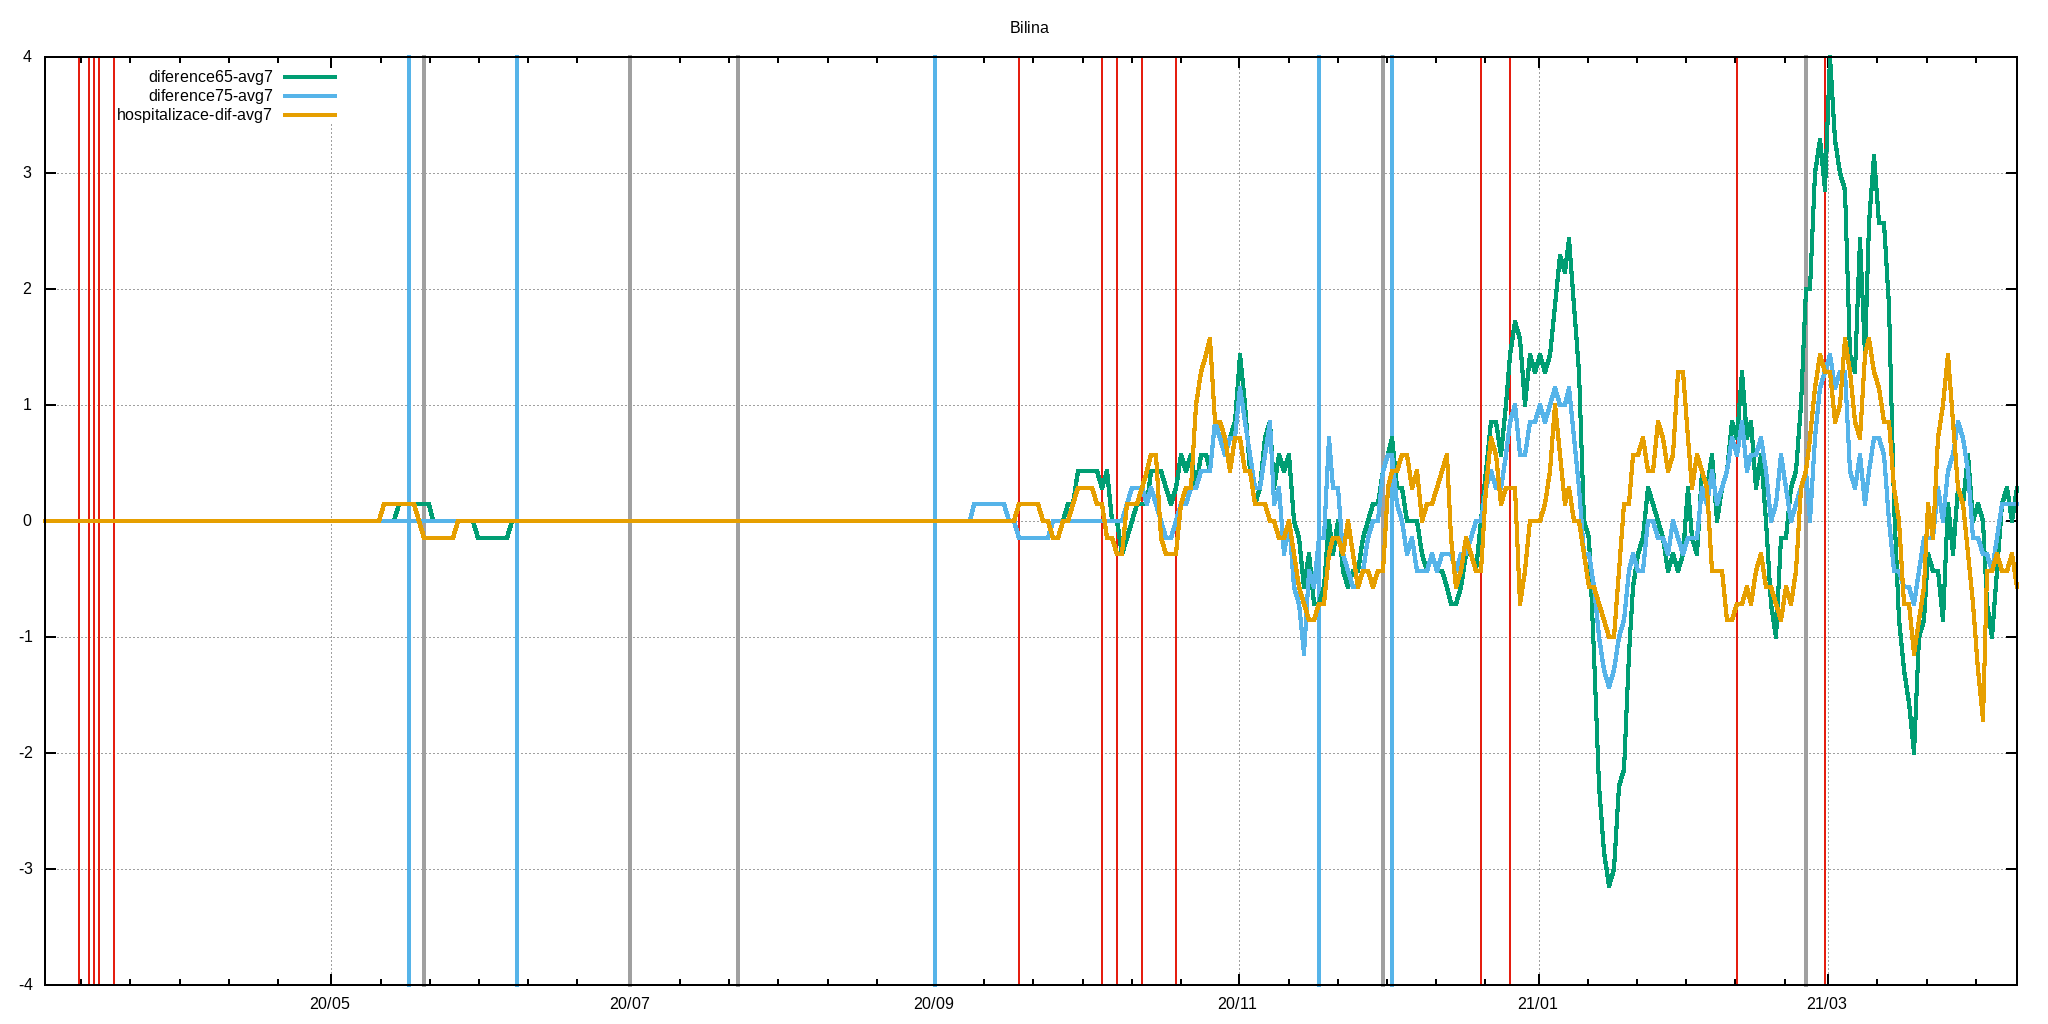 Bilina
diference65-avg7
diference75-avg7
hospitalizace-dif-avg7
4
3
2
1
0
-1
-2
-3
-4
20/05 20/07 20/09 20/11 21/01 21/03